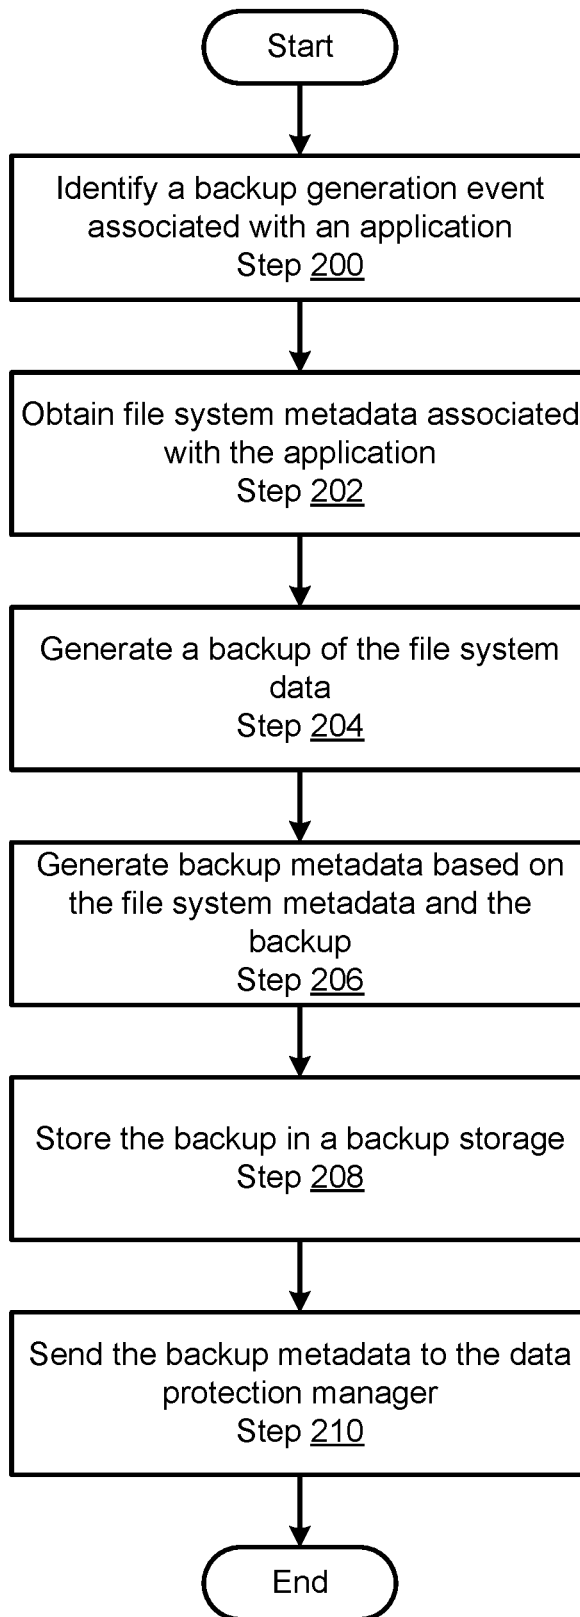 Start
Identify a backup generation event
associated with an application
Step 200
Obtain file system metadata associated
with the application
Step 202
Generate a backup of the file system
data
Step 204
Generate backup metadata based on
the file system metadata and the
backup
Step 206
Store the backup in a backup storage
Step 208
Send the backup metadata to the data
protection manager
Step 210
End